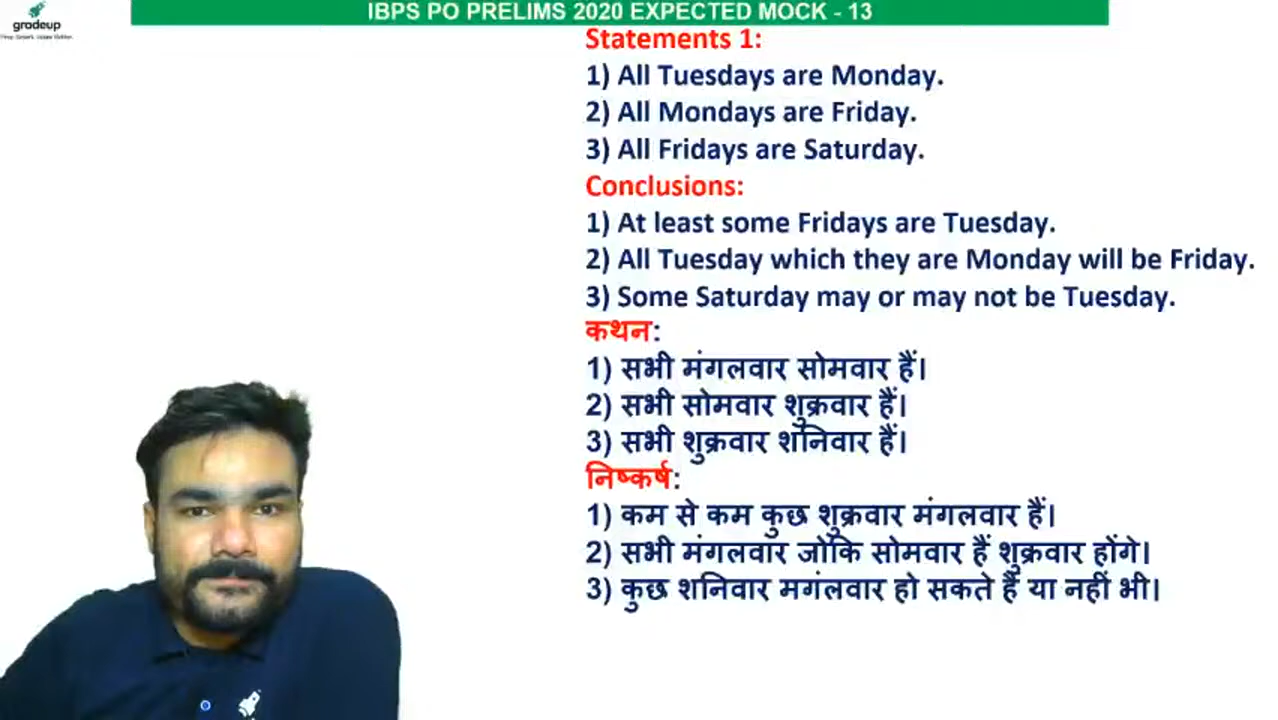 IBPS PO PRELIMS 2020 EXPECTED MOCK - 13
gradeup
Statements 1:
1) All Tuesdays are Monday.
2) All Mondays are Friday.
3) All Fridays are Saturday.
Conclusions:
1) At least some Fridays are Tuesday.
2) All Tuesday which they are Monday will be Friday.
3) Some Saturday may or may not be Tuesday.
कथन:
1) सभी मंगलवार सोमवार हैं।
2) सभी सोमवार शुक्रवार हैं।
3) सभी शुक्रवार शनिवार हैं।
निष्कर्ष:
1) कम से कम कुछ शुक्रवार मंगलवार हैं।
2) सभी मंगलवार जोकि सोमवार हैं शुक्रवार होंगे।
3) कुछ शनिवार मगंलवार हो सकते हैं या नहीं भी।